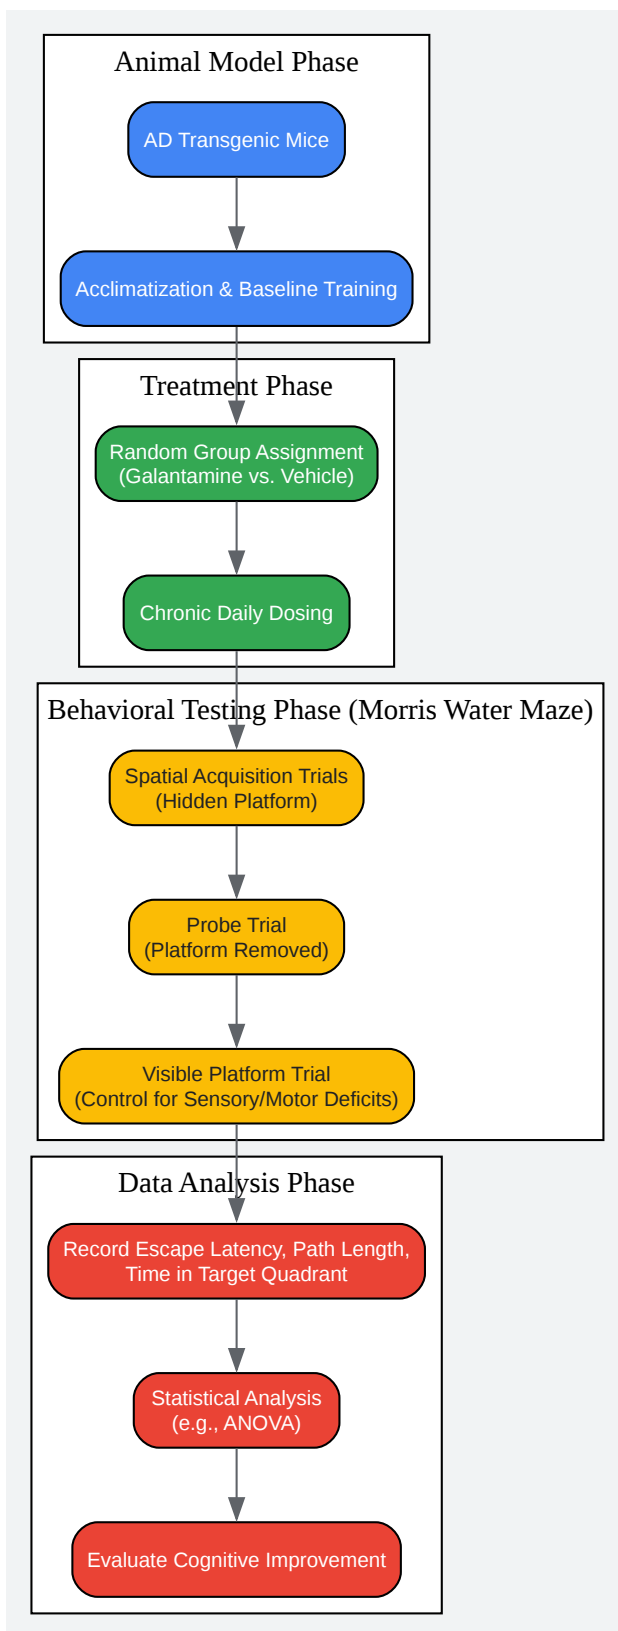 Animal Model Phase
AD Transgenic Mice
Acclimatization & Baseline Training
Treatment Phase
Random Group Assignment
(Galantamine vs. Vehicle)
Chronic Daily Dosing
Behavioral Testing Phase (Morris Water Maze)
Spatial Acquisition Trials
(Hidden Platform)
Probe Trial
(Platform Removed)
Visible Platform Trial
(Control for Sensory/Motor Deficits)
Data Analysis Phase
Record Escape Latency, Path Length,
Time in Target Quadrant
Statistical Analysis
(e.g., ANOVA)
Evaluate Cognitive Improvement